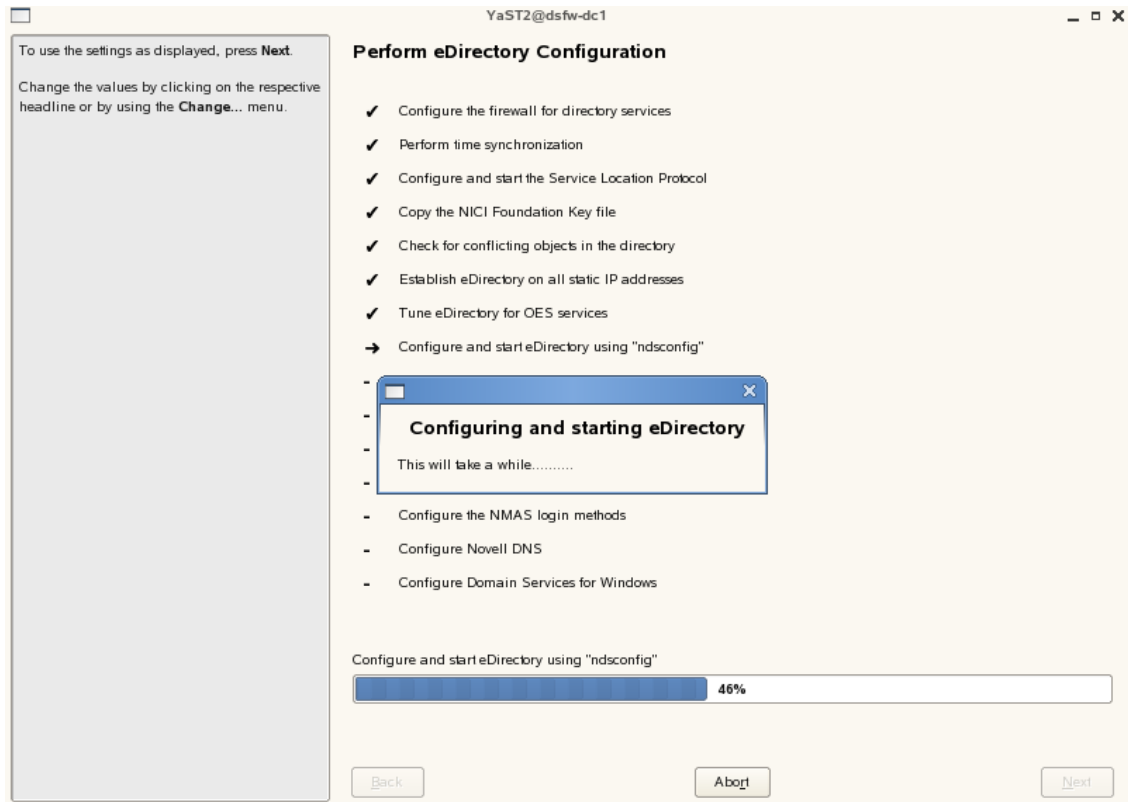 YaST2@dsfw-dc1
To use the settings as displayed, press Next.
Change the values by clicking on the respective
headline or by using the Change... menu.
Perform eDirectory Configuration
✔ Configure the firewall for directory services
✔ Perform time synchronization
✔ Configure and start the Service Location Protocol
✔ Copy the NICI Foundation Key file
✔ Check for conflicting objects in the directory
✔ Establish eDirectory on all static IP addresses
✔ Tune eDirectory for OES services
➔ Configure and start eDirectory using "ndsconfig"
-
-
-
-
Configuring and starting eDirectory
This will take a while..........
- Configure the NMAS login methods
- Configure Novell DNS
- Configure Domain Services for Windows
Configure and start eDirectory using "ndsconfig"
46%
Back
Abort
Next